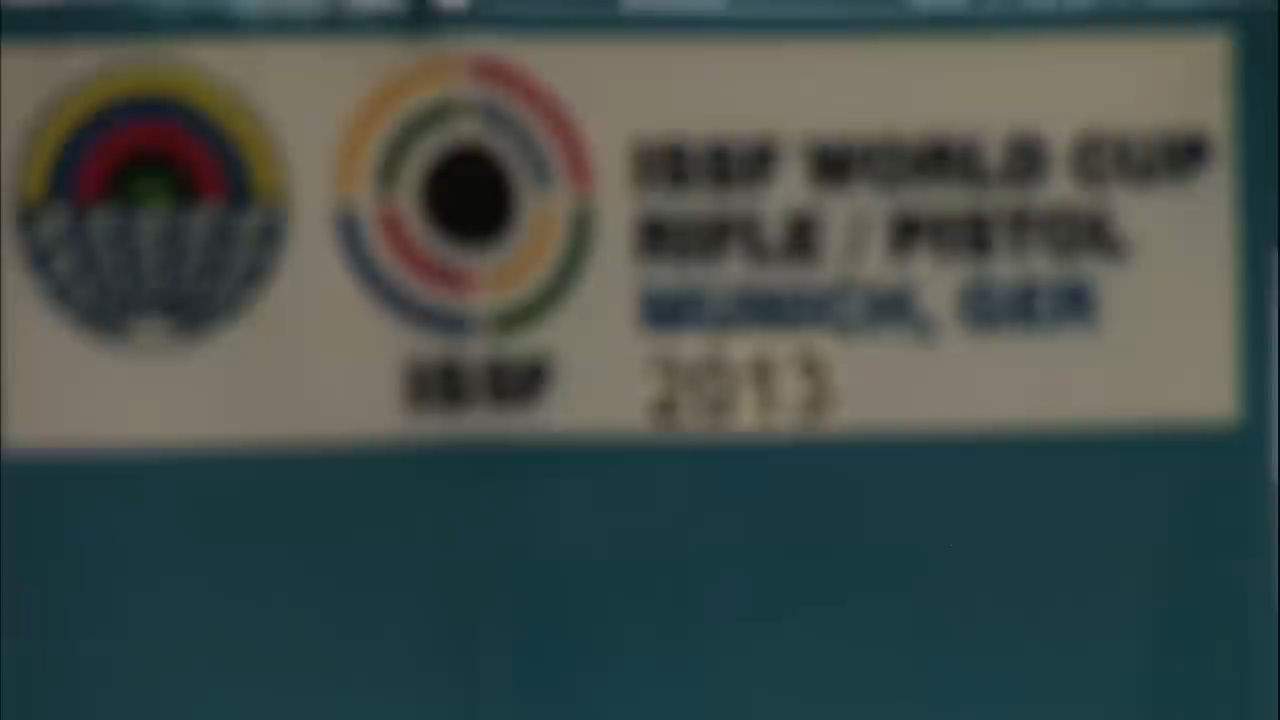 ISSF WORLD CUP
RIFLE / PISTOL
MUNICH, GER
2013
ISSF